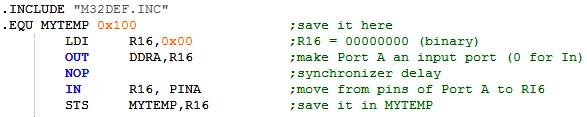 .INCLUDE "M32DEF.INC"
.EQU MYTEMP 0x100 ;save it here
LDI R16,0x00 ;R16 = 00000000 (binary)
OUT DDRA,R16 ;make Port A an input port (0 for In)
NOP ;synchronizer delay
IN R16, PINA ;move from pins of Port A to RI6
STS MYTEMP,R16 ;save it in MYTEMP